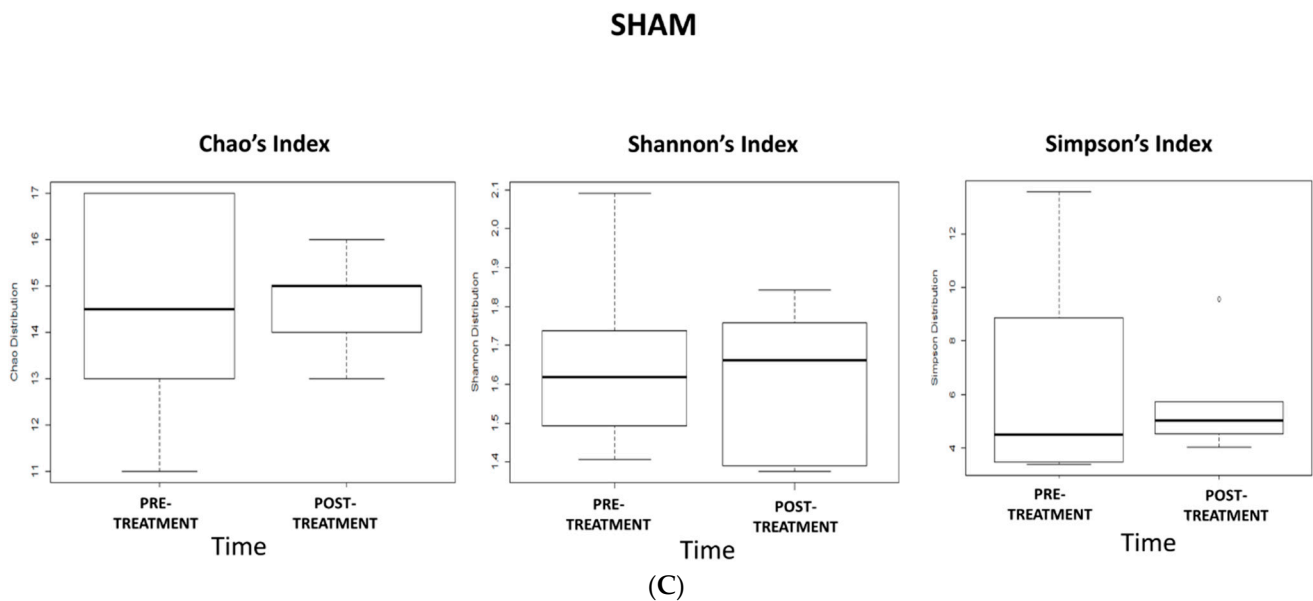 SHAM
Chao's Index
Shannon's Index
Simpson's Index
Chao Distribution
17
16
15
14
13
12
11
PRE-
TREATMENT
POST-
TREATMENT
Time
Shannon Distribution
2.1
2.0
1.9
1.8
1.7
1.6
1.5
1.4
PRE-
TREATMENT
POST-
TREATMENT
Time
Simpson Distribution
12
10
8
6
4
PRE-
TREATMENT
POST-
TREATMENT
Time
(C)